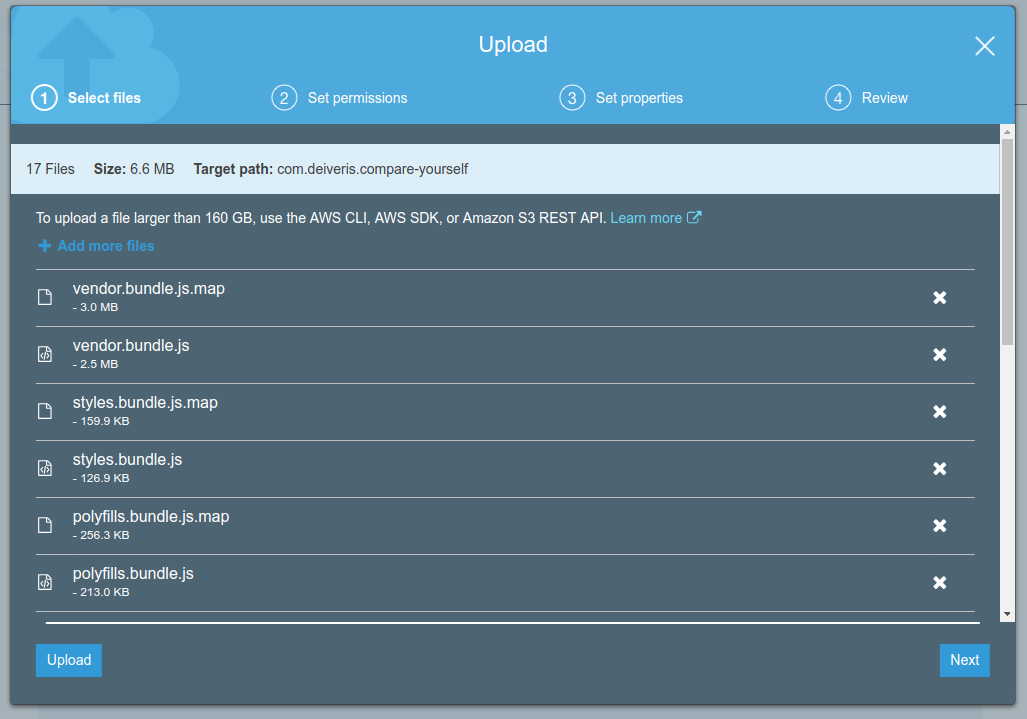 Upload
1 Select files 2 Set permissions 3 Set properties 4 Review
17 Files Size: 6.6 MB Target path: com.deiveris.compare-yourself
To upload a file larger than 160 GB, use the AWS CLI, AWS SDK, or Amazon S3 REST API. Learn more
Add more files
vendor.bundle.js.map
- 3.0 MB
vendor.bundle.js
- 2.5 MB
styles.bundle.js.map
- 159.9 KB
styles.bundle.js
- 126.9 KB
polyfills.bundle.js.map
- 256.3 KB
polyfills.bundle.js
- 213.0 KB
Upload Next